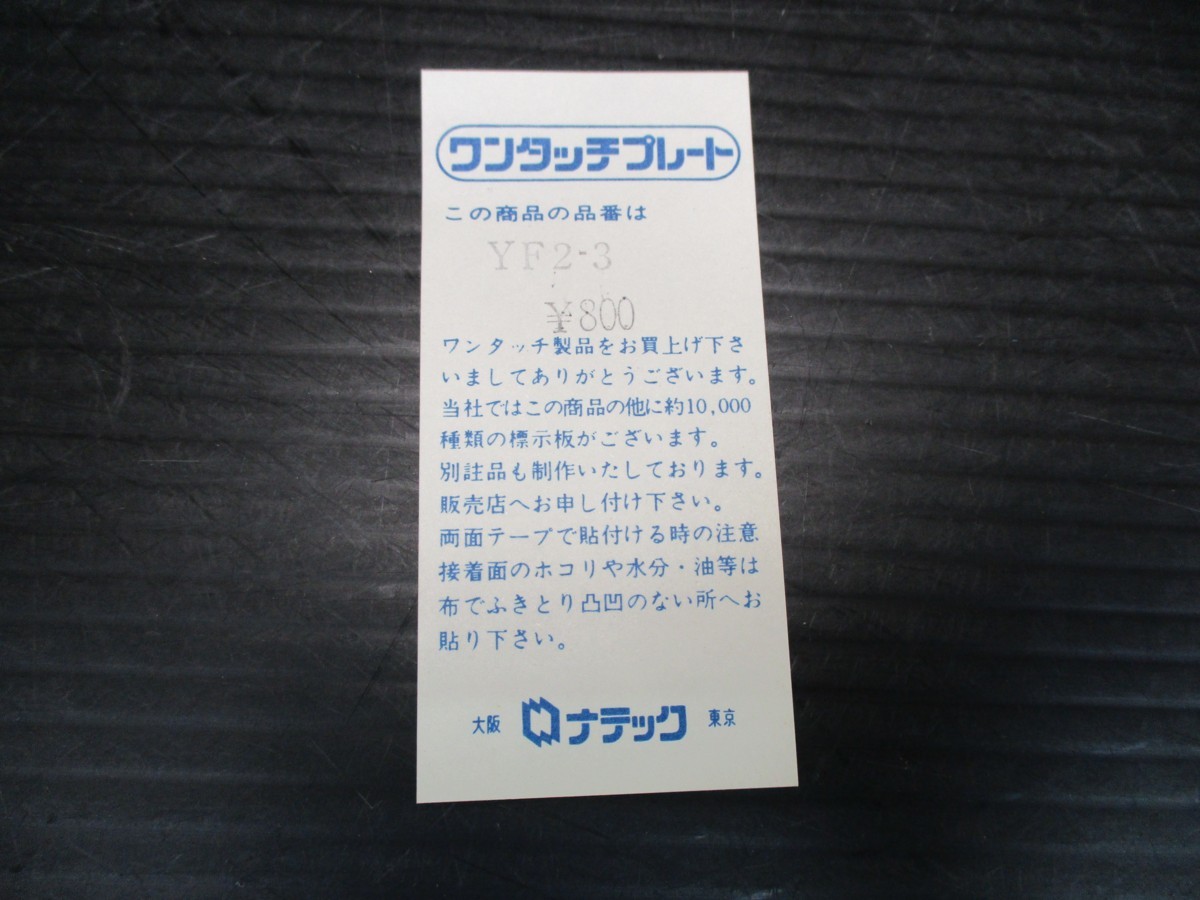 ワンタッチプレート
この商品の品番は
YF2-3
¥800
ワンタッチ製品をお買上げ下さ
いましてありがとうございます。
当社ではこの商品の他に約10,000
種類の標示板がございます。
別註品も制作いたしております。
販売店へお申し付け下さい。
両面テープで貼付ける時の注意
接着面のホコリや水分・油等は
布でふきとり凸凹のない所へお
貼り下さい。
大阪 ナテック 東京